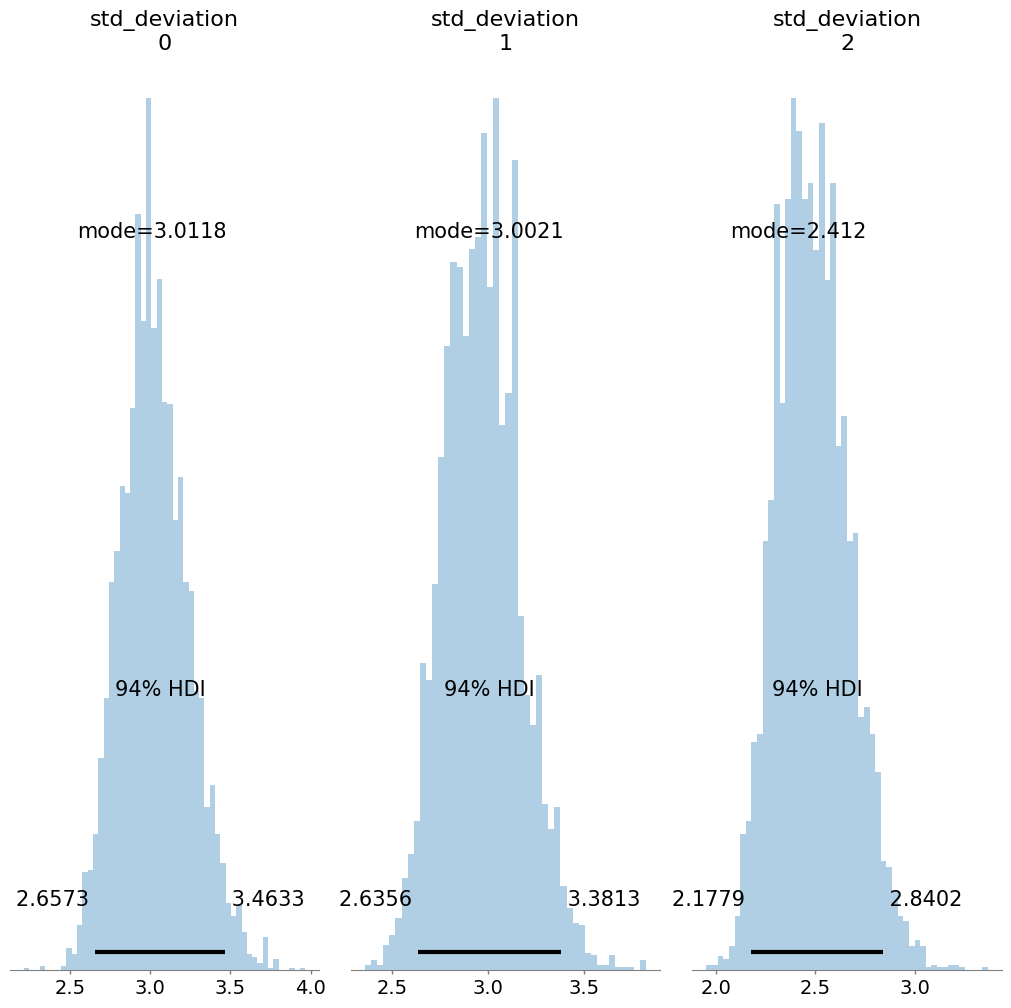 std_deviation
0
mode=3.0118
94% HDI
2.6573 3.4633
2.5 3.0 3.5 4.0
std_deviation
1
mode=3.0021
94% HDI
2.6356 3.3813
2.5 3.0 3.5
std_deviation
2
mode=2.412
94% HDI
2.1779 2.8402
2.0 2.5 3.0